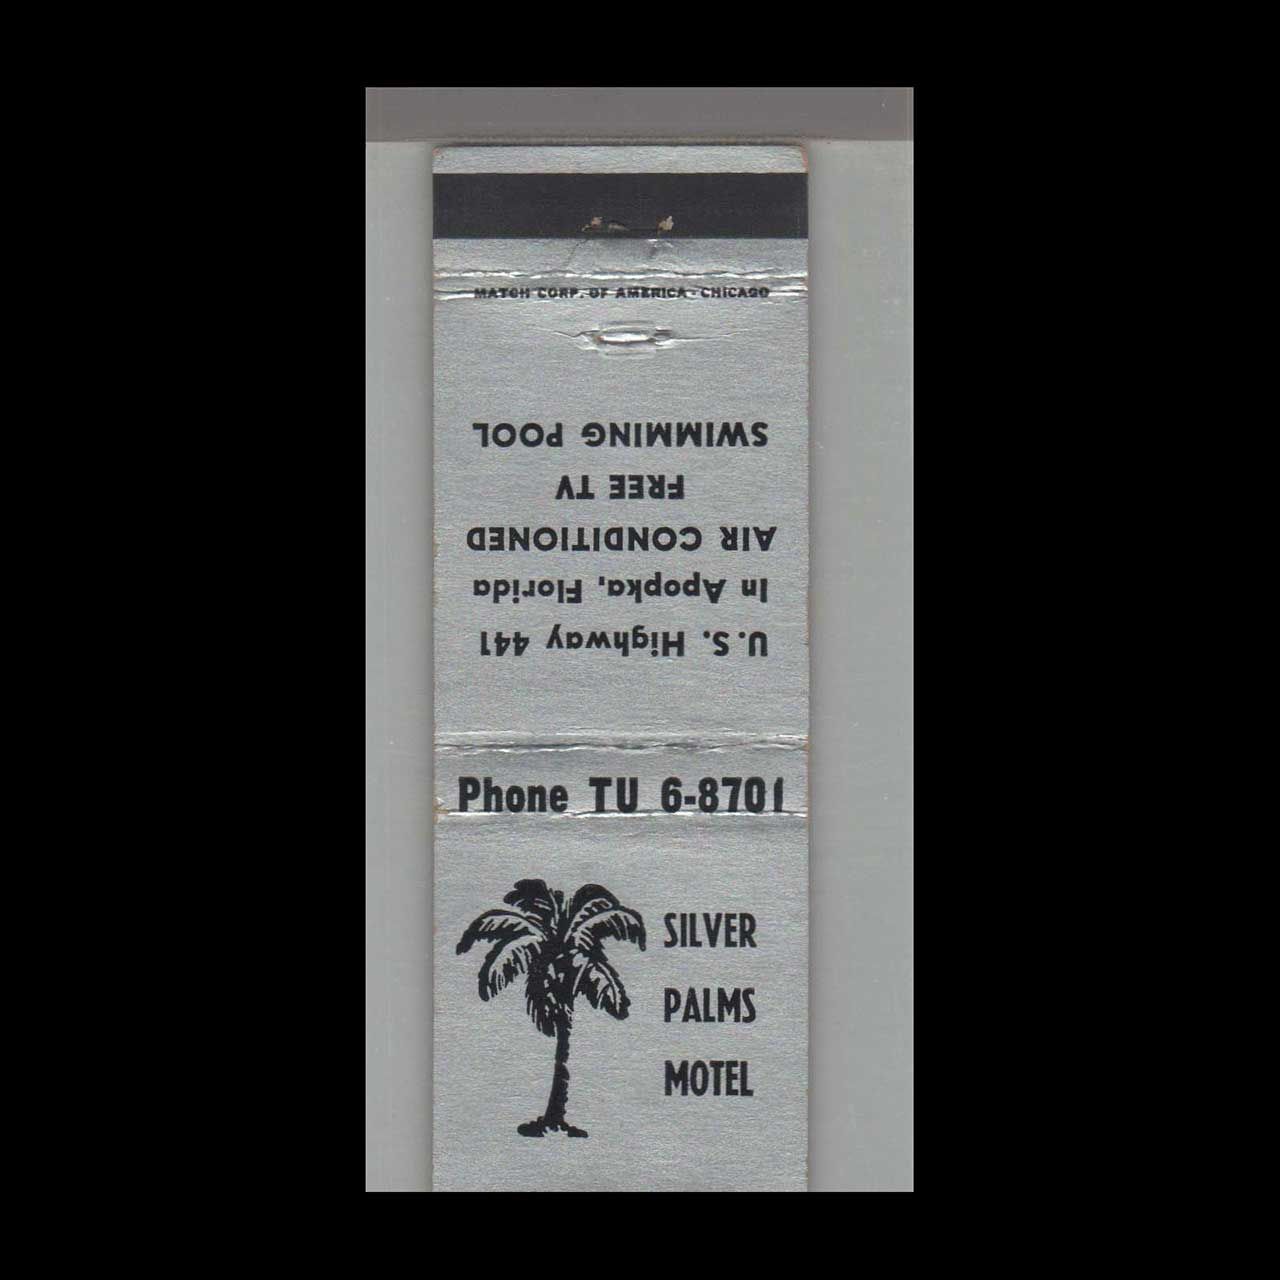 MATCH CORP. OF AMERICA - CHICAGO
U.S. Highway 441
In Apopka, Florida
AIR CONDITIONED
FREE TV
SWIMMING POOL
Phone TU 6-8701
SILVER
PALMS
MOTEL